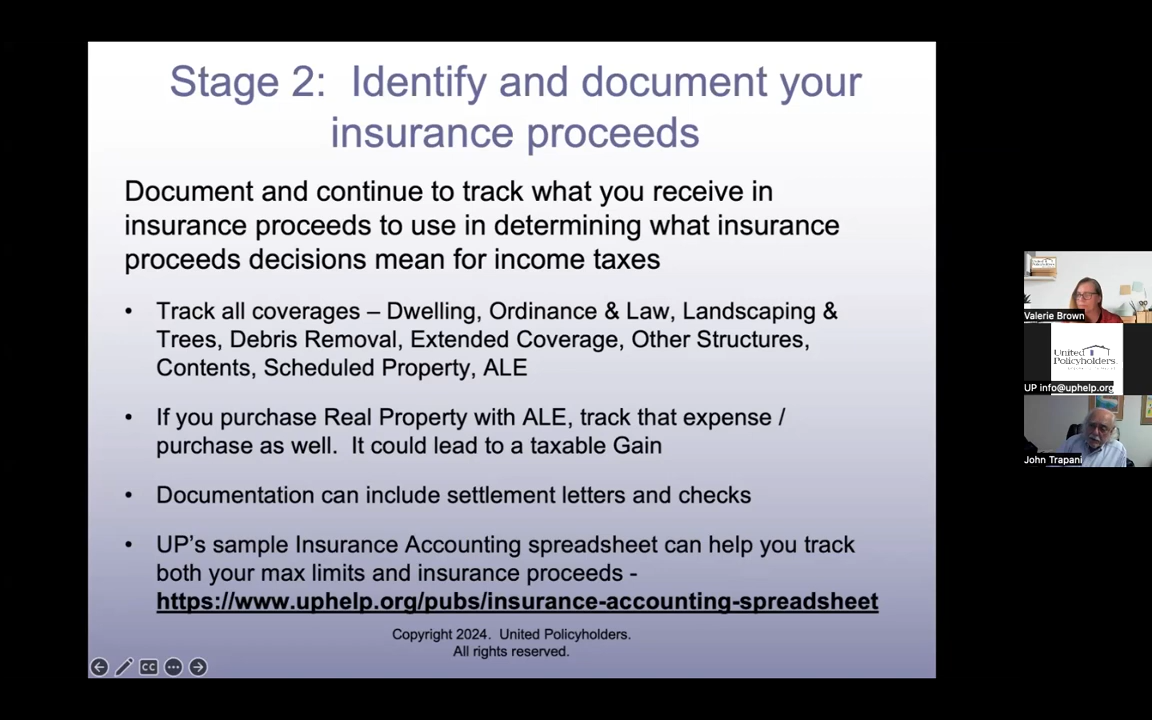 Stage 2: Identify and document your
insurance proceeds
Document and continue to track what you receive in
insurance proceeds to use in determining what insurance
proceeds decisions mean for income taxes
• Track all coverages – Dwelling, Ordinance & Law, Landscaping &
Trees, Debris Removal, Extended Coverage, Other Structures,
Contents, Scheduled Property, ALE
• If you purchase Real Property with ALE, track that expense /
purchase as well. It could lead to a taxable Gain
• Documentation can include settlement letters and checks
• UP's sample Insurance Accounting spreadsheet can help you track
both your max limits and insurance proceeds -
https://www.uphelp.org/pubs/insurance-accounting-spreadsheet
Copyright 2024. United Policyholders.
All rights reserved.
CC
Valerie Brown
United
Policyholders.
UP info@uphelp.org
John Trapani